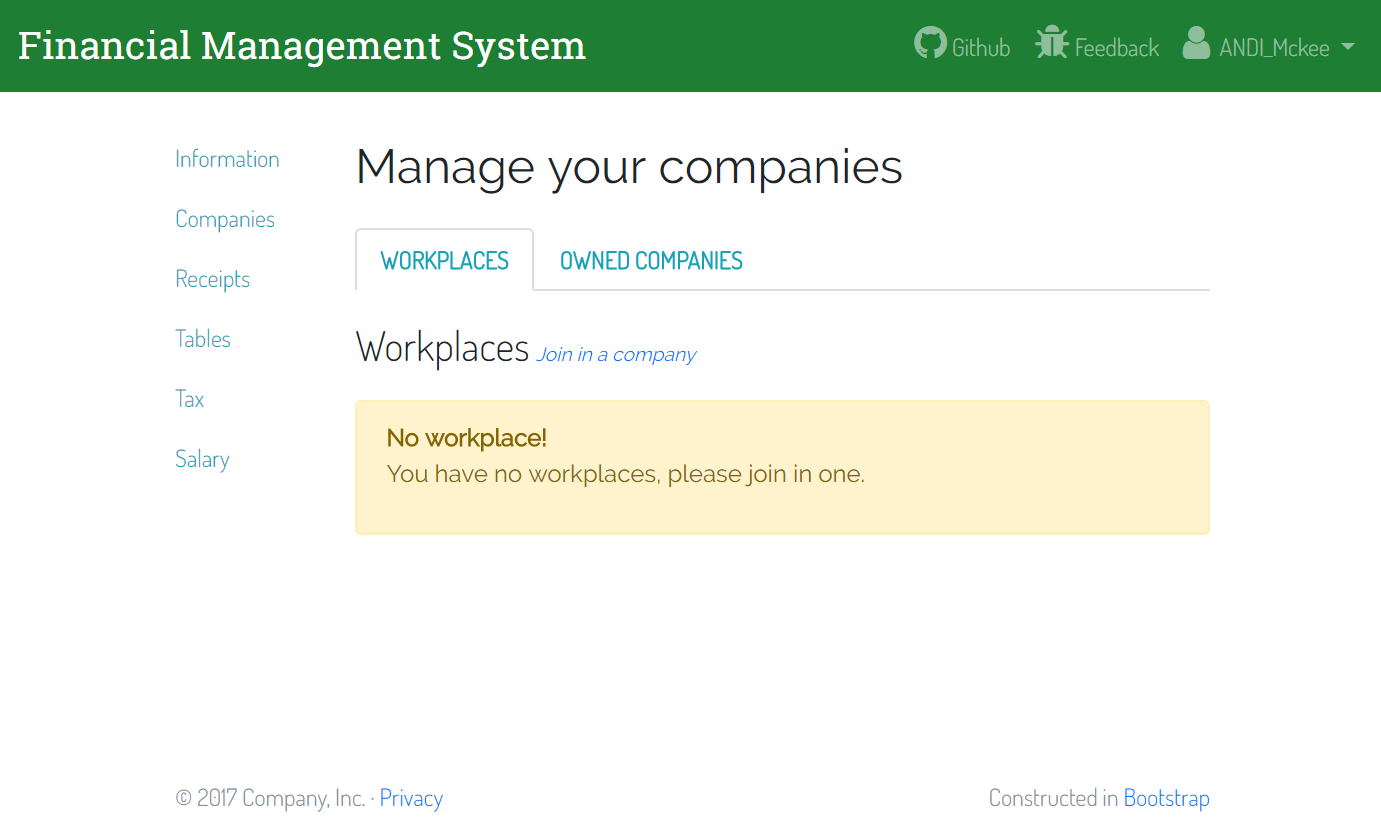 Financial Management System
Github
Feedback
ANDI_Mckee
Information
Companies
Receipts
Tables
Tax
Salary
Manage your companies
WORKPLACES
OWNED COMPANIES
Workplaces Join in a company
No workplace!
You have no workplaces, please join in one.
© 2017 Company, Inc. · Privacy
Constructed in Bootstrap